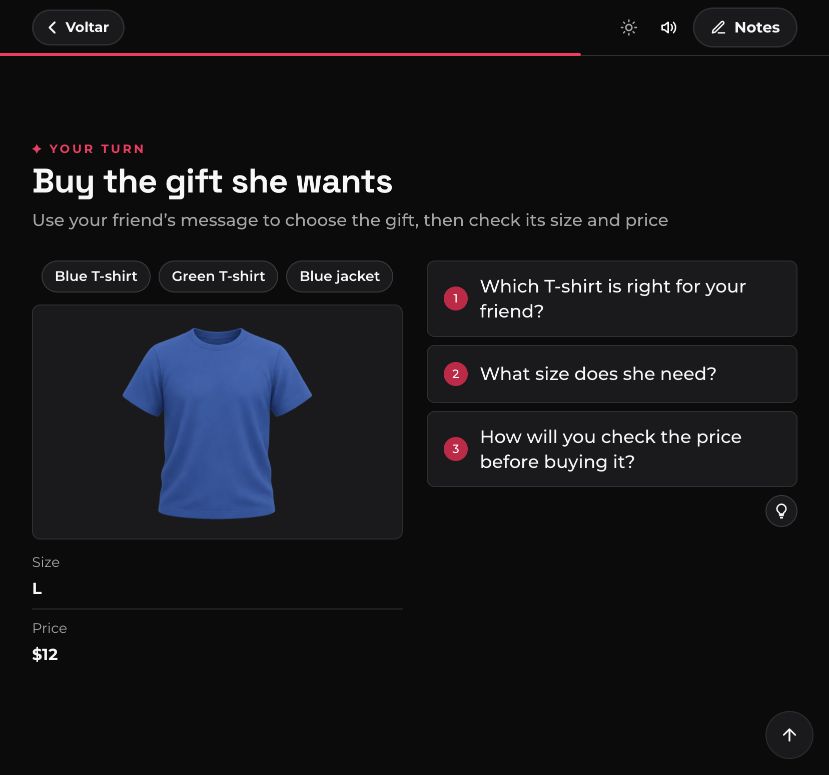 Voltar
Notes
YOUR TURN
Buy the gift she wants
Use your friend's message to choose the gift, then check its size and price
Blue T-shirt
Green T-shirt
Blue jacket
Size
L
Price
$12
1
Which T-shirt is right for your
friend?
2
What size does she need?
3
How will you check the price
before buying it?